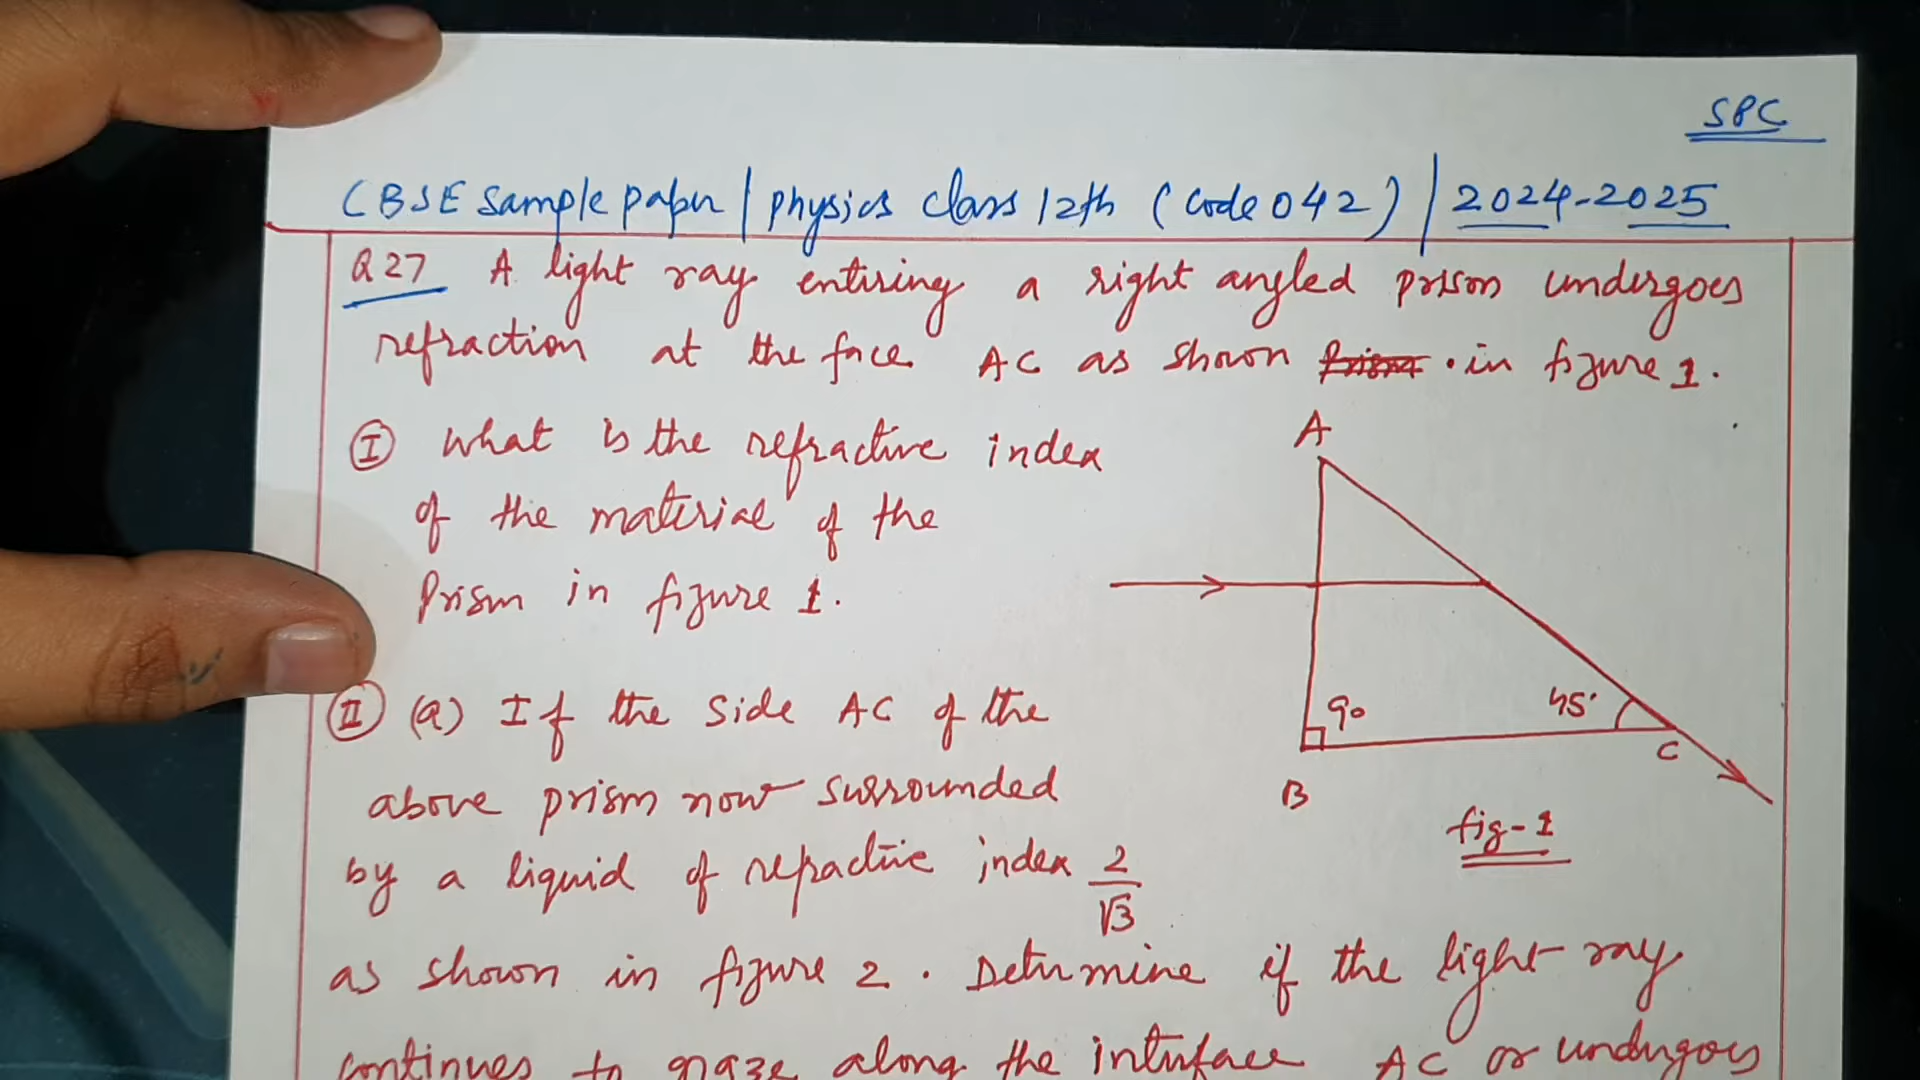 SPC
CBSE sample paper | physics class 12th (code 042) | 2024-2025
Q27 A light ray entering a right angled prism undergoes
refraction at the face AC as shown in figure 1.
I What is the refractive index
of the material of the
Prism in figure 1.
A
90
45°
B
C
fig-1
II (a) If the side AC of the
above prism now surrounded
by a liquid of refractive index 2/√3
as shown in figure 2. Determine if the light ray
continues to graze along the interface AC or undergoes